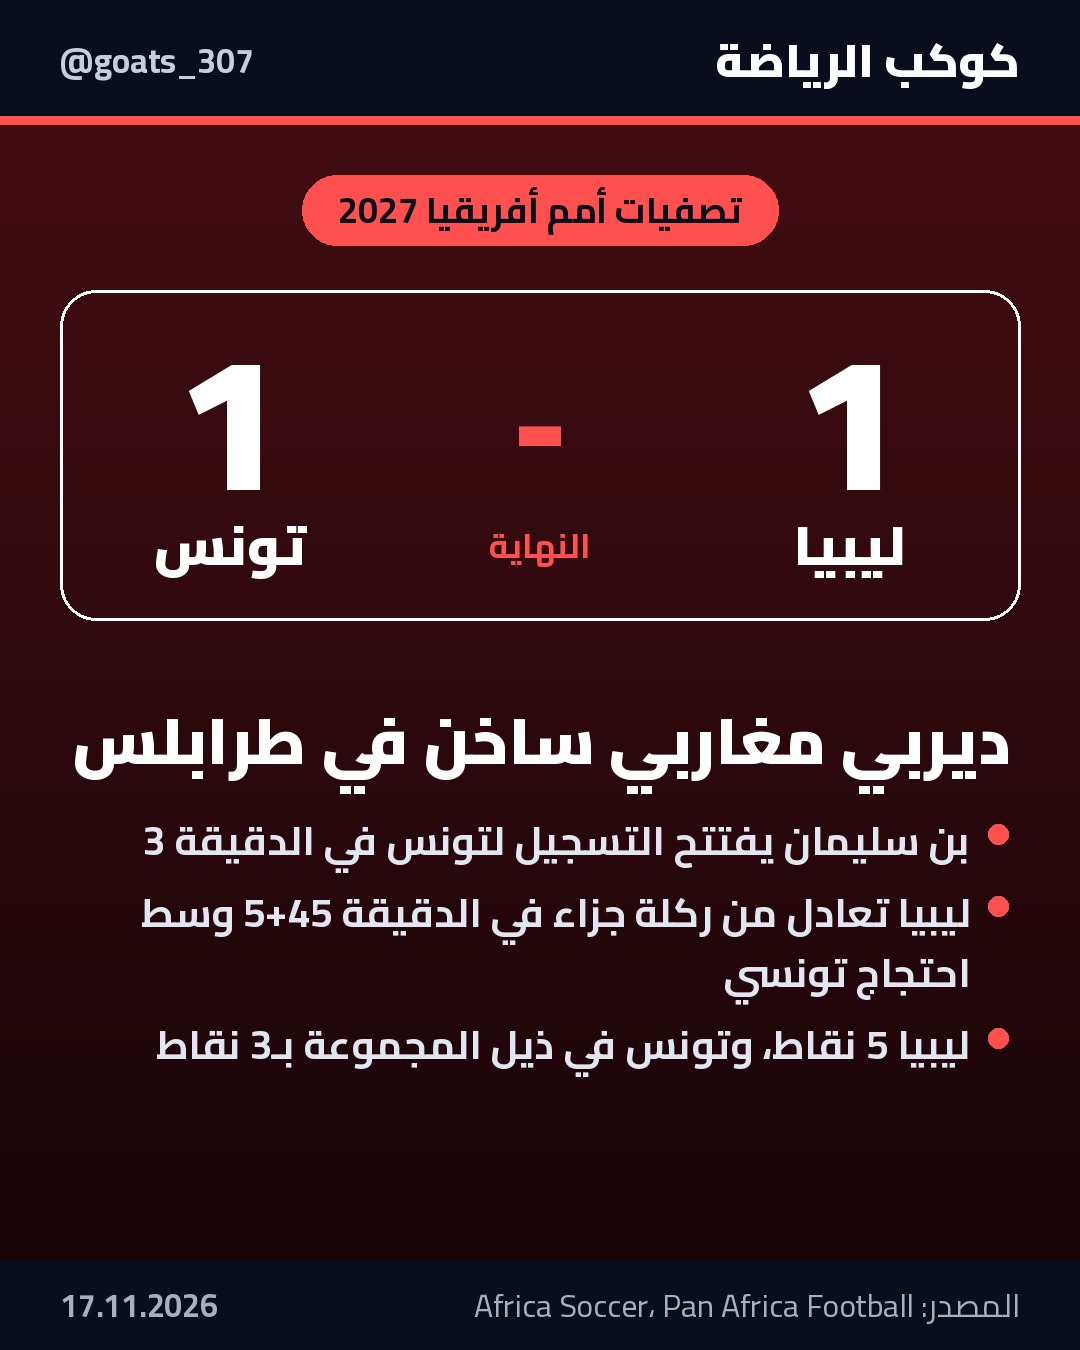 كوكب الرياضة
@goats_307
تصفيات أمم أفريقيا 2027
1 - 1
ليبيا النهاية تونس
ديربي مغاربي ساخن في طرابلس
بن سليمان يفتتح التسجيل لتونس في الدقيقة 3
ليبيا تعادل من ركلة جزاء في الدقيقة 45+5 وسط
احتجاج تونسي
ليبيا 5 نقاط، وتونس في ذيل المجموعة بـ3 نقاط
المصدر: Africa Soccer، Pan Africa Football
17.11.2026